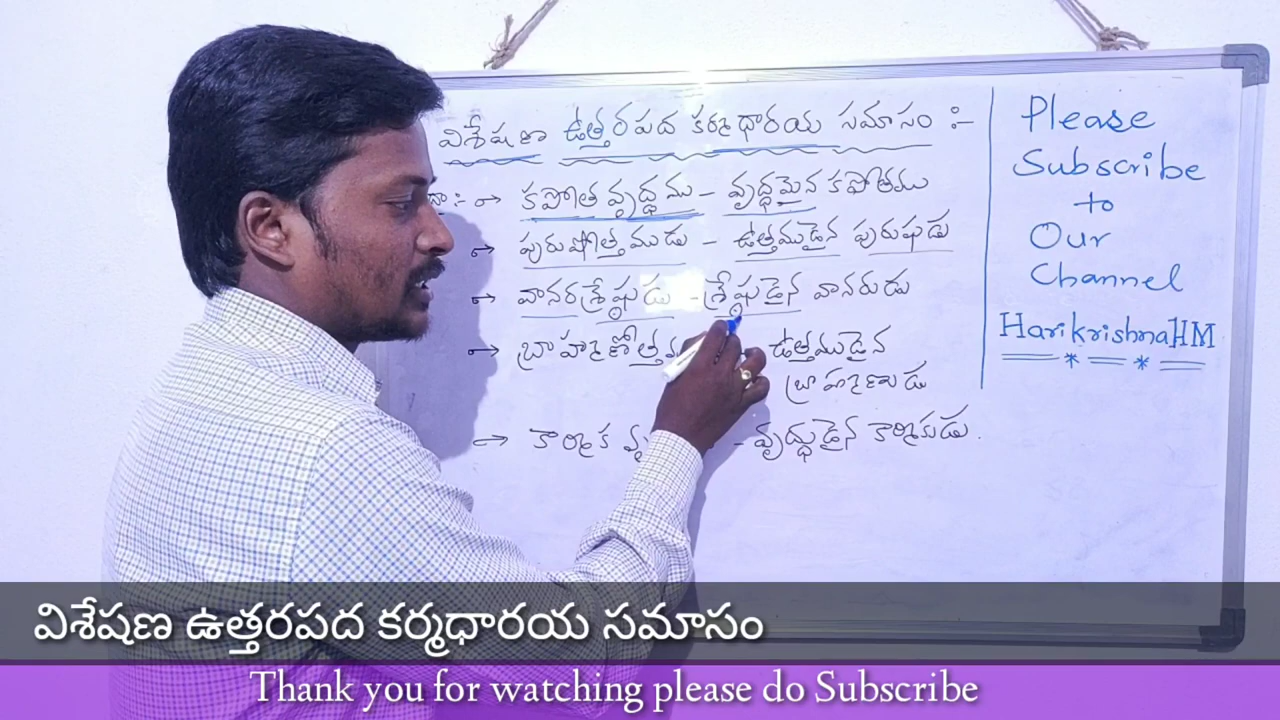 విశేషణ ఉత్తరపద కర్మధారయ సమాసం :-
కపోత వృద్ధము - వృద్ధమైన కపోతము
పురుషోత్తముడు - ఉత్తముడైన పురుషుడు
వానరశ్రేష్ఠుడు - శ్రేష్ఠుడైన వానరుడు
ఉత్తముడైన
బ్రాహ్మణుడు
కార్మిక - వృద్ధుడైన కార్మికుడు.
Please
Subscribe
to
Our
Channel
HarikrishnaHM
విశేషణ ఉత్తరపద కర్మధారయ సమాసం
Thank you for watching please do Subscribe